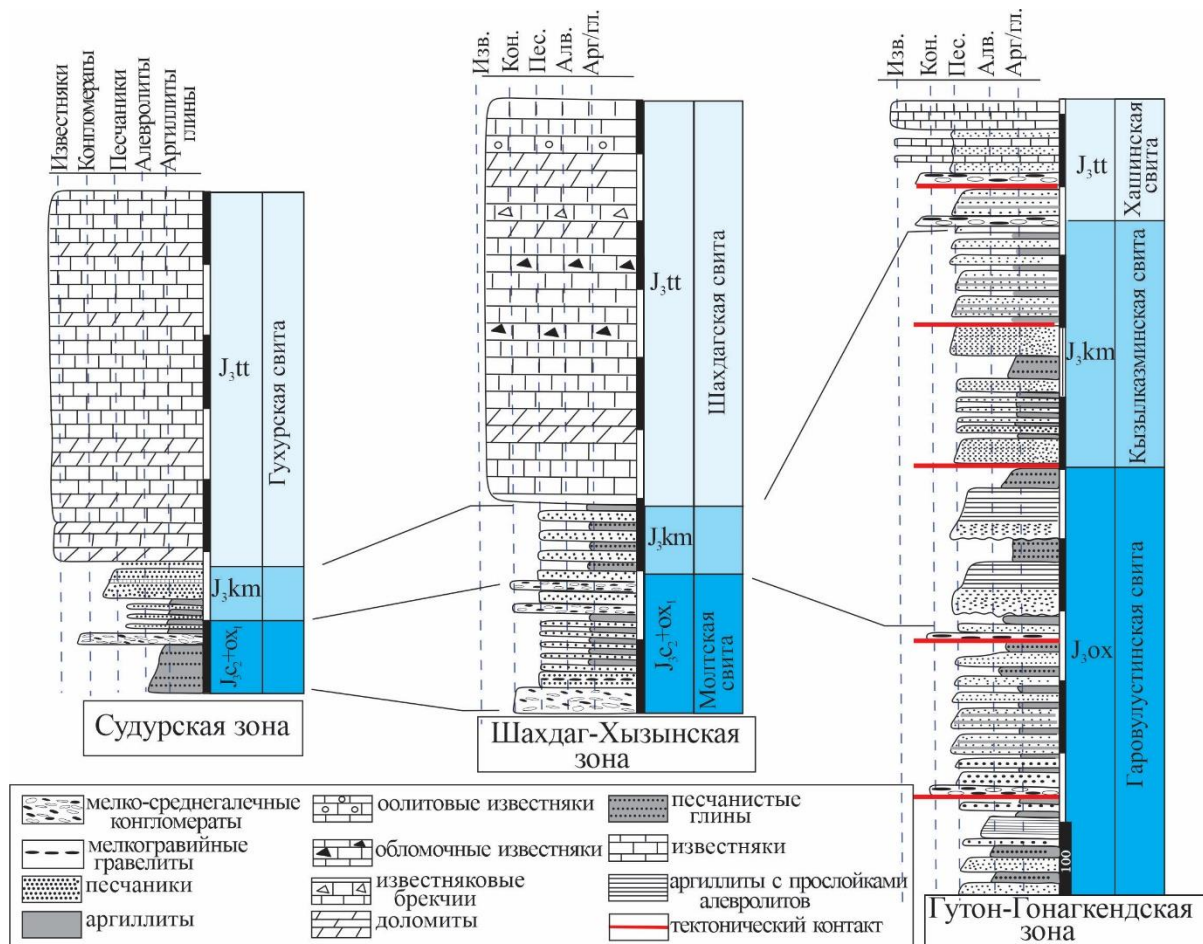 Известняки
Конгломераты
Песчаники
Алевролиты
Аргиллиты
глины
J₃tt
Гухурская свита
J₃km
J₃c₂+ox₁
Судурская зона
Изв.
Кон.
Пес.
Алв.
Арг/гл.
J₃tt
Шахдагская свита
J₃km
J₃c₂+ox₁
Молтская
свита
Шахдаг-Хызынская
зона
Изв.
Кон.
Пес.
Алв.
Арг/гл.
J₃tt
Хашинская
свита
J₃km
Кызылказминская свита
J₃ox
Гаровулустинская свита
100
Гутон-Гонагкендская
зона
мелко-среднегалечные
конгломераты
мелкогравийные
гравелиты
песчаники
аргиллиты
оолитовые известняки
обломочные известняки
известняковые
брекчии
доломиты
песчанистые
глины
известняки
аргиллиты с прослойками
алевролитов
тектонический контакт